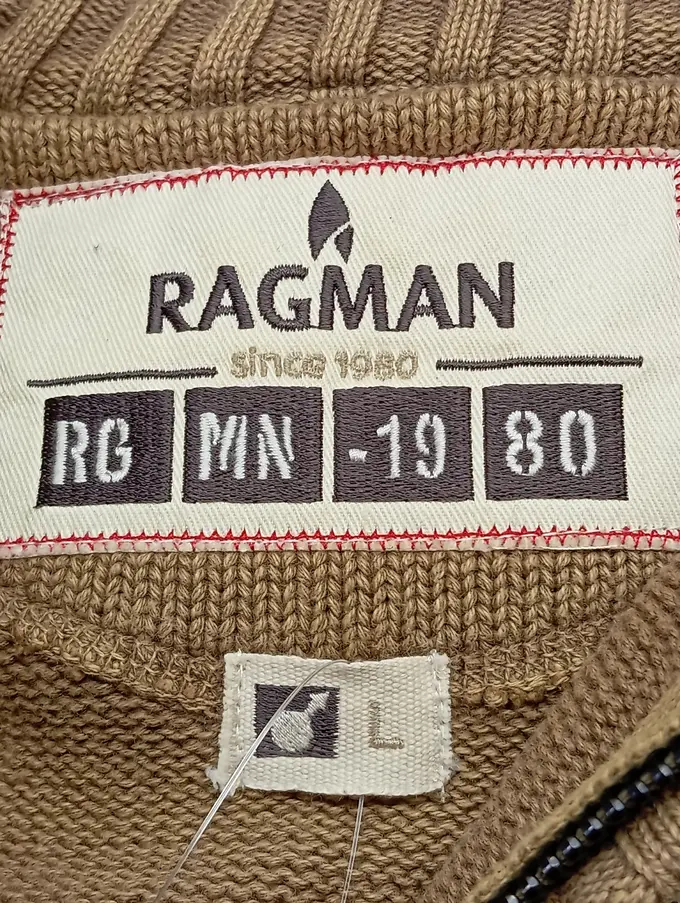 RAGMAN
since 1980
RG MN -19 80
L